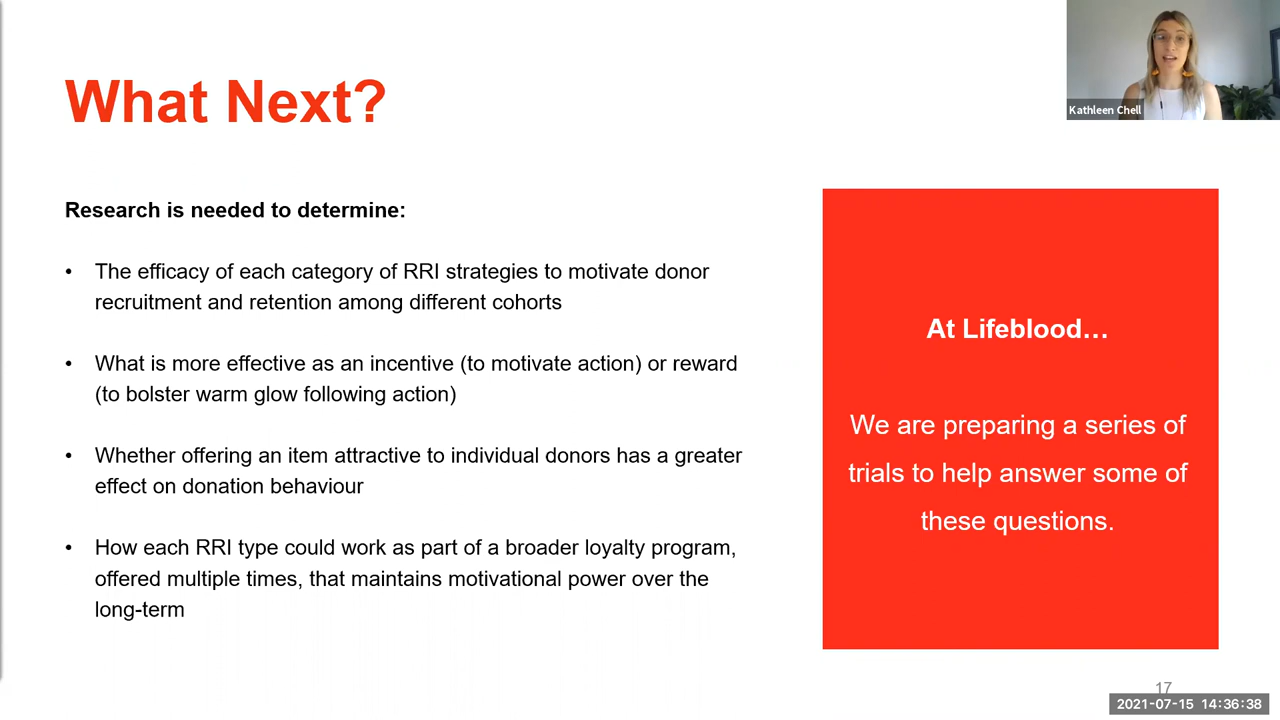 What Next?
Kathleen Chell
Research is needed to determine:
• The efficacy of each category of RRI strategies to motivate donor
recruitment and retention among different cohorts
• What is more effective as an incentive (to motivate action) or reward
(to bolster warm glow following action)
• Whether offering an item attractive to individual donors has a greater
effect on donation behaviour
• How each RRI type could work as part of a broader loyalty program,
offered multiple times, that maintains motivational power over the
long-term
At Lifeblood…
We are preparing a series of
trials to help answer some of
these questions.
17
2021-07-15 14:36:38